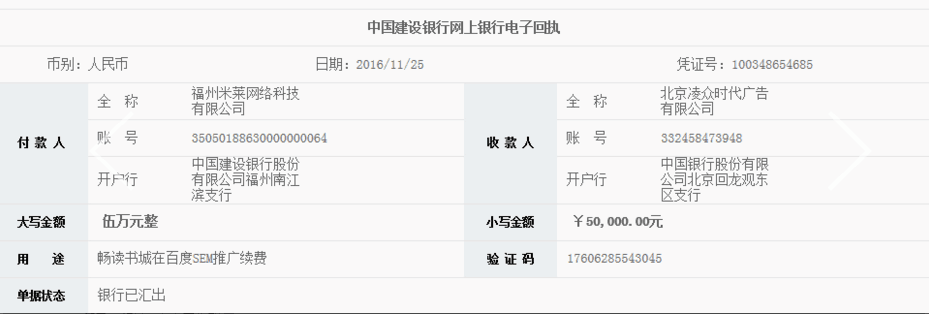 中国建设银行网上银行电子回执
币别：人民币 日期：2016/11/25 凭证号：100348654685
付款人
全 称 福州米莱网络科技
有限公司
账 号 35050188630000000064
开户行 中国建设银行股份
有限公司福州南江
滨支行
收款人
全 称 北京凌众时代广告
有限公司
账 号 332458473948
开户行 中国银行股份有限
公司北京回龙观东
区支行
大写金额 伍万元整 小写金额 ￥50,000.00元
用 途 畅读书城在百度SEM推广续费 验证码 17606285543045
单据状态 银行已汇出